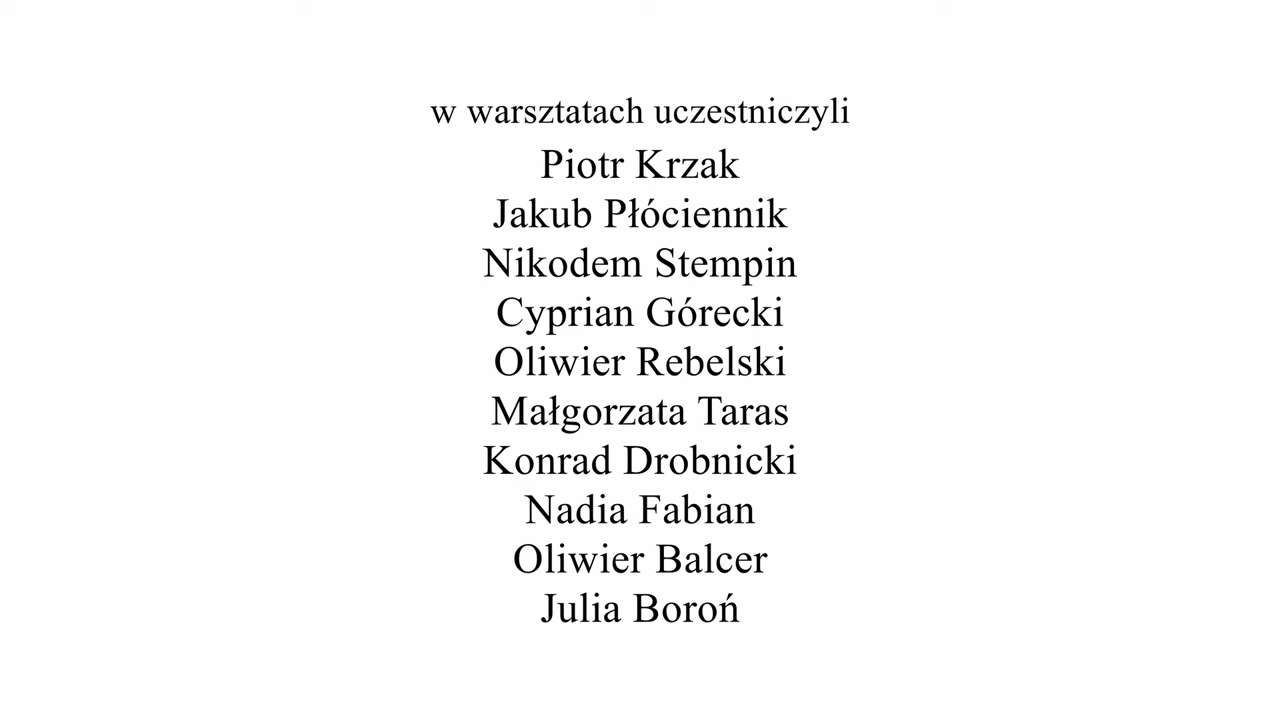 w warsztatach uczestniczyli
Piotr Krzak
Jakub Płóciennik
Nikodem Stempin
Cyprian Górecki
Oliwier Rebelski
Małgorzata Taras
Konrad Drobnicki
Nadia Fabian
Oliwier Balcer
Julia Boroń